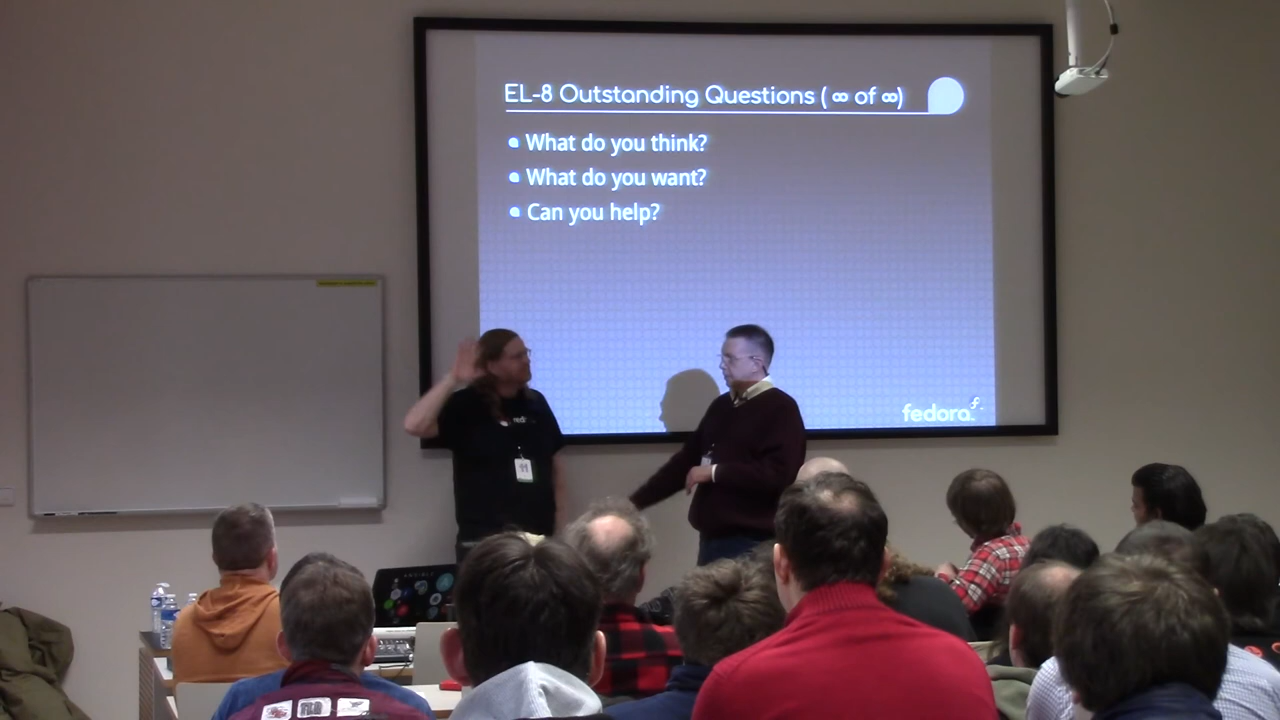 EL-8 Outstanding Questions ( ∞ of ∞)
What do you think?
What do you want?
Can you help?
fedora